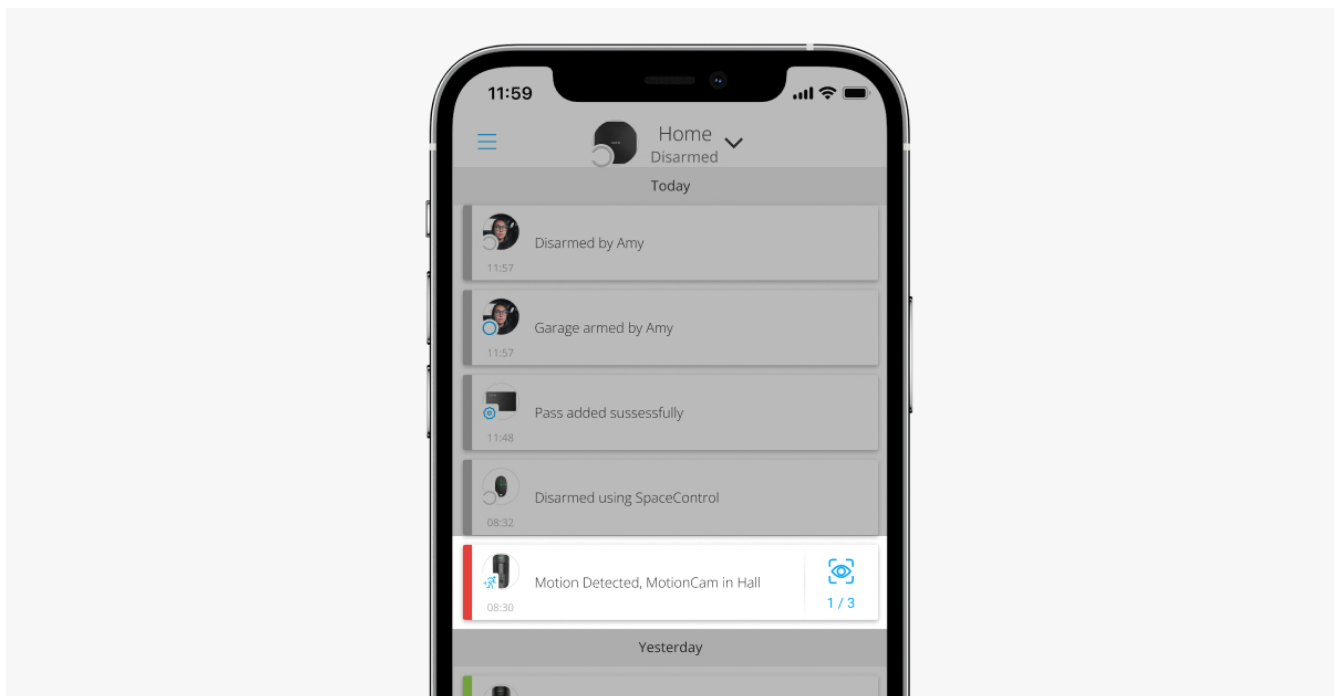 11:59
Home
Disarmed
Today
Disarmed by Amy
11:57
Garage armed by Amy
11:57
Pass added sussessfully
11:48
Disarmed using SpaceControl
08:32
Motion Detected, MotionCam in Hall
08:30
1 / 3
Yesterday